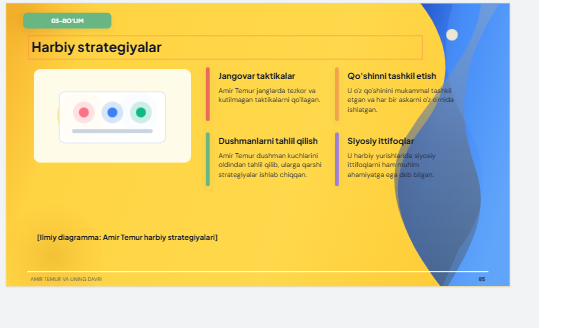 03-BO'LIM
Harbiy strategiyalar
Jangovar taktikalar
Amir Temur janglarda tezkor va
kutilmagan taktikalarni qo'llagan.
Qo'shinni tashkil etish
U o'z qo'shinini mukammal tashkil
etgan va har bir askarni o'z o'rnida
ishlatgan.
Dushmanlarni tahlil qilish
Amir Temur dushman kuchlarini
oldindan tahlil qilib, ularga qarshi
strategiyalar ishlab chiqqan.
Siyosiy ittifoqlar
U harbiy yurishlarida siyosiy
ittifoqlarni ham muhim
ahamiyatga ega deb bilgan.
[Ilmiy diagramma: Amir Temur harbiy strategiyalari]
AMIR TEMUR VA UNING DAVRI
05